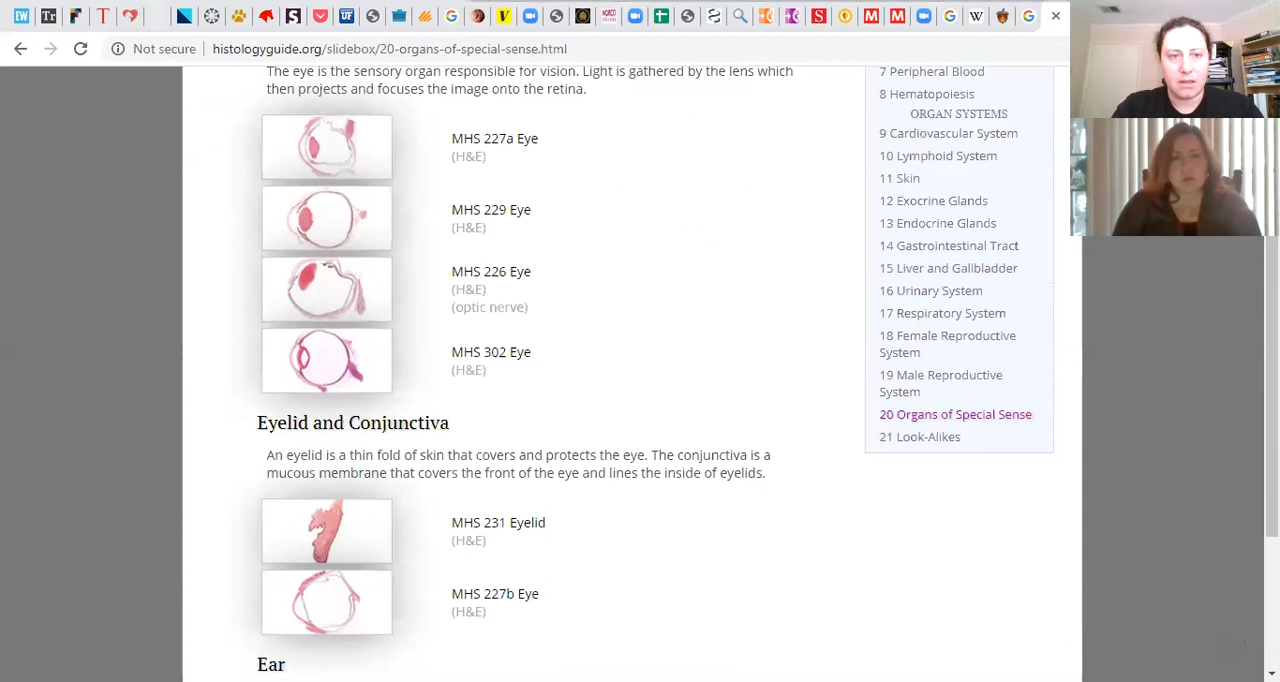 Not secure
histologyguide.org/slidebox/20-organs-of-special-sense.html
The eye is the sensory organ responsible for vision. Light is gathered by the lens which
then projects and focuses the image onto the retina.
MHS 227a Eye
(H&E)
MHS 229 Eye
(H&E)
MHS 226 Eye
(H&E)
(optic nerve)
MHS 302 Eye
(H&E)
Eyelid and Conjunctiva
An eyelid is a thin fold of skin that covers and protects the eye. The conjunctiva is a
mucous membrane that covers the front of the eye and lines the inside of eyelids.
MHS 231 Eyelid
(H&E)
MHS 227b Eye
(H&E)
Ear
7 Peripheral Blood
8 Hematopoiesis
ORGAN SYSTEMS
9 Cardiovascular System
10 Lymphoid System
11 Skin
12 Exocrine Glands
13 Endocrine Glands
14 Gastrointestinal Tract
15 Liver and Gallbladder
16 Urinary System
17 Respiratory System
18 Female Reproductive
System
19 Male Reproductive
System
20 Organs of Special Sense
21 Look-Alikes